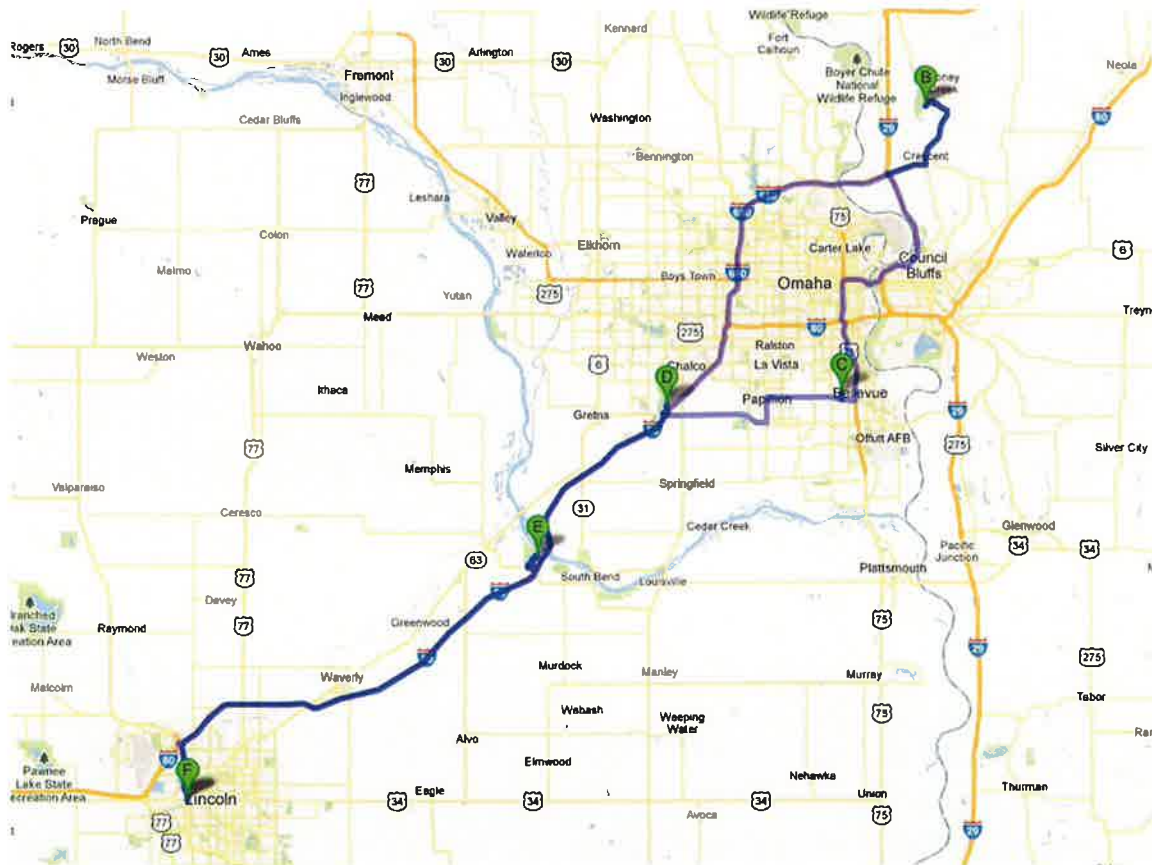 Wildlife Refuge
Kennard
Fort
Calhoun
Rogers
30
North Bend
Ames
30
Arlington
30
Neola
Morse Bluff
Fremont
Inglewood
Boyer Chute
National
Wildlife Refuge
B
Cedar Bluffs
Washington
29
80
Bennington
Crescent
77
Leshara
680
680
Prague
Colon
Valley
Elkhorn
75
Carter Lake
6
Waterloo
Council
Bluffs
Malmo
Boys Town
680
Omaha
77
Yutan
275
Mead
275
80
Wahoo
Ralston
Weston
6
Chalco
La Vista
C
D
Ithaca
Papillion
Bellevue
Gretna
29
Offutt AFB
77
275
Memphis
Silver City
Valparaiso
Springfield
Ceresco
31
E
Cedar Creek
Glenwood
34
34
63
Pacific
Junction
South Bend
Louisville
Plattsmouth
77
Davey
77
Greenwood
Raymond
75
29
Waverly
Murdock
Manley
Murray
275
Malcolm
Tabor
Wabash
Weeping
Water
75
Alvo
Elmwood
80
Pawnee
Lake State
F
Nehawka
Thurman
Lincoln
34
Eagle
34
34
Union
77
77
Avoca
75
29